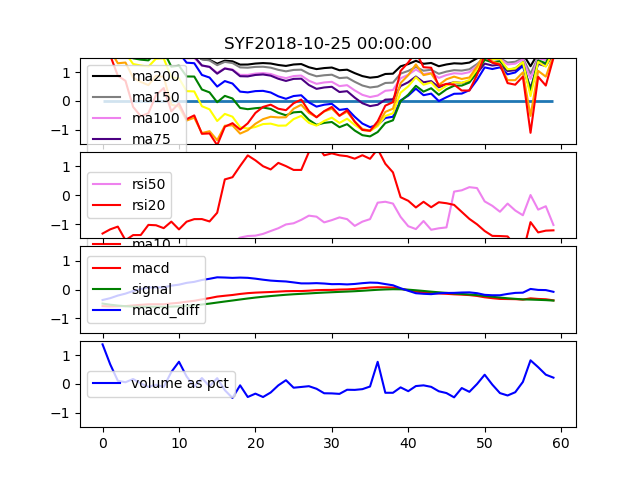 SYF2018-10-25 00:00:00
1
0
−1
ma200
ma150
ma100
ma75
1
0
−1
rsi50
rsi20
ma10
1
0
−1
macd
signal
macd_diff
1
0
−1
volume as pct
0 10 20 30 40 50 60